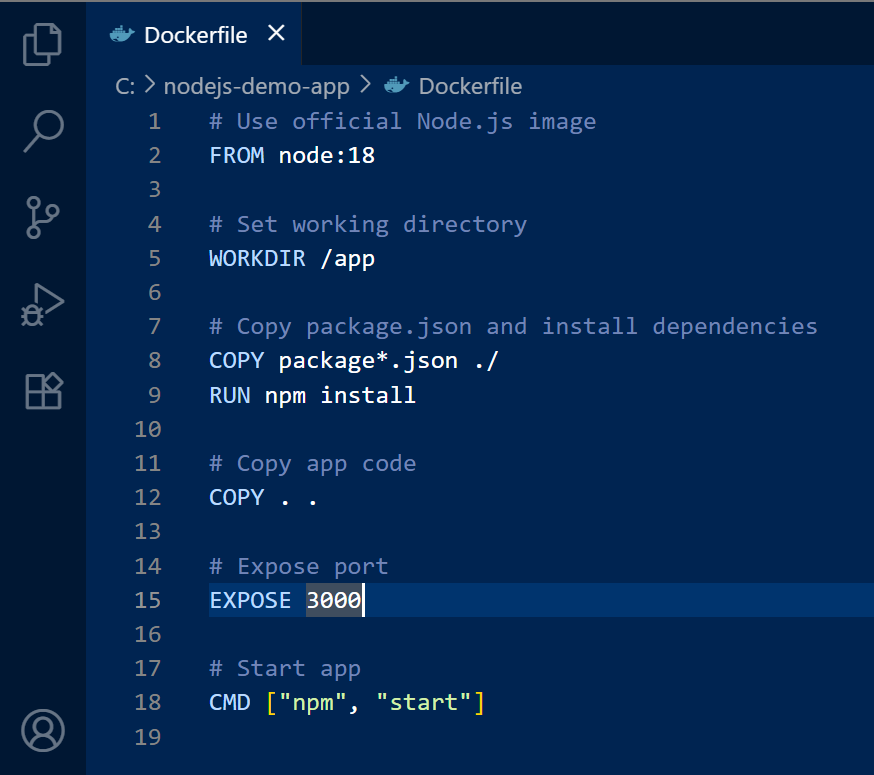 Dockerfile
C: > nodejs-demo-app > Dockerfile
1 # Use official Node.js image
2 FROM node:18
3
4 # Set working directory
5 WORKDIR /app
6
7 # Copy package.json and install dependencies
8 COPY package*.json ./
9 RUN npm install
10
11 # Copy app code
12 COPY . .
13
14 # Expose port
15 EXPOSE 3000
16
17 # Start app
18 CMD ["npm", "start"]
19